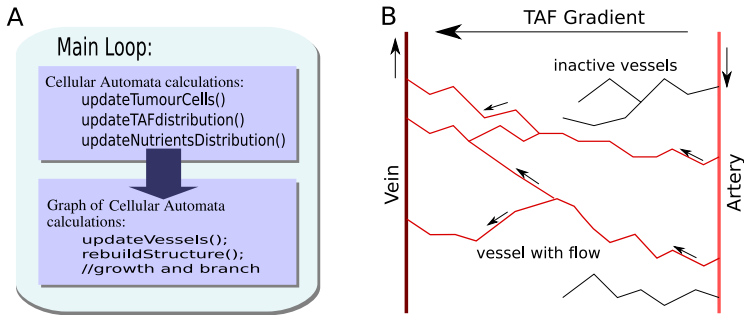 A
Main Loop:
Cellular Automata calculations:
updateTumourCells()
updateTAFdistribution()
updateNutrientsDistribution()
Graph of Cellular Automata
calculations:
updateVessels();
rebuildStructure();
//growth and branch
B
TAF Gradient
inactive vessels
Vein
Artery
vessel with flow